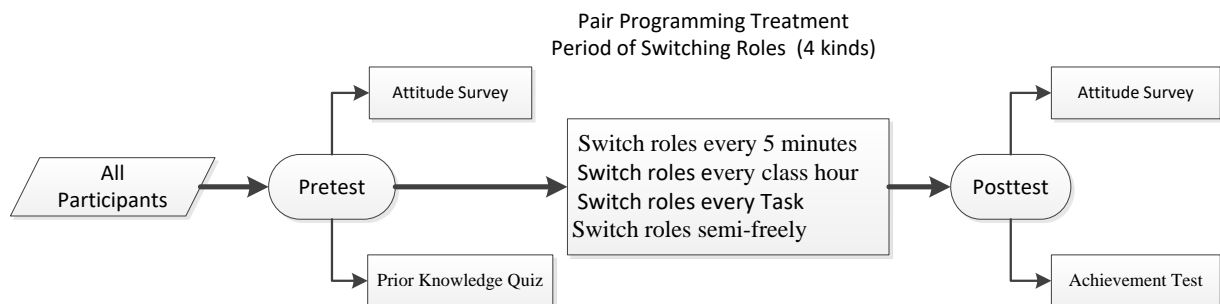 Pair Programming Treatment
Period of Switching Roles (4 kinds)
Attitude Survey
Attitude Survey
All
Participants
Pretest
Switch roles every 5 minutes
Switch roles every class hour
Switch roles every Task
Switch roles semi-freely
Posttest
Prior Knowledge Quiz
Achievement Test